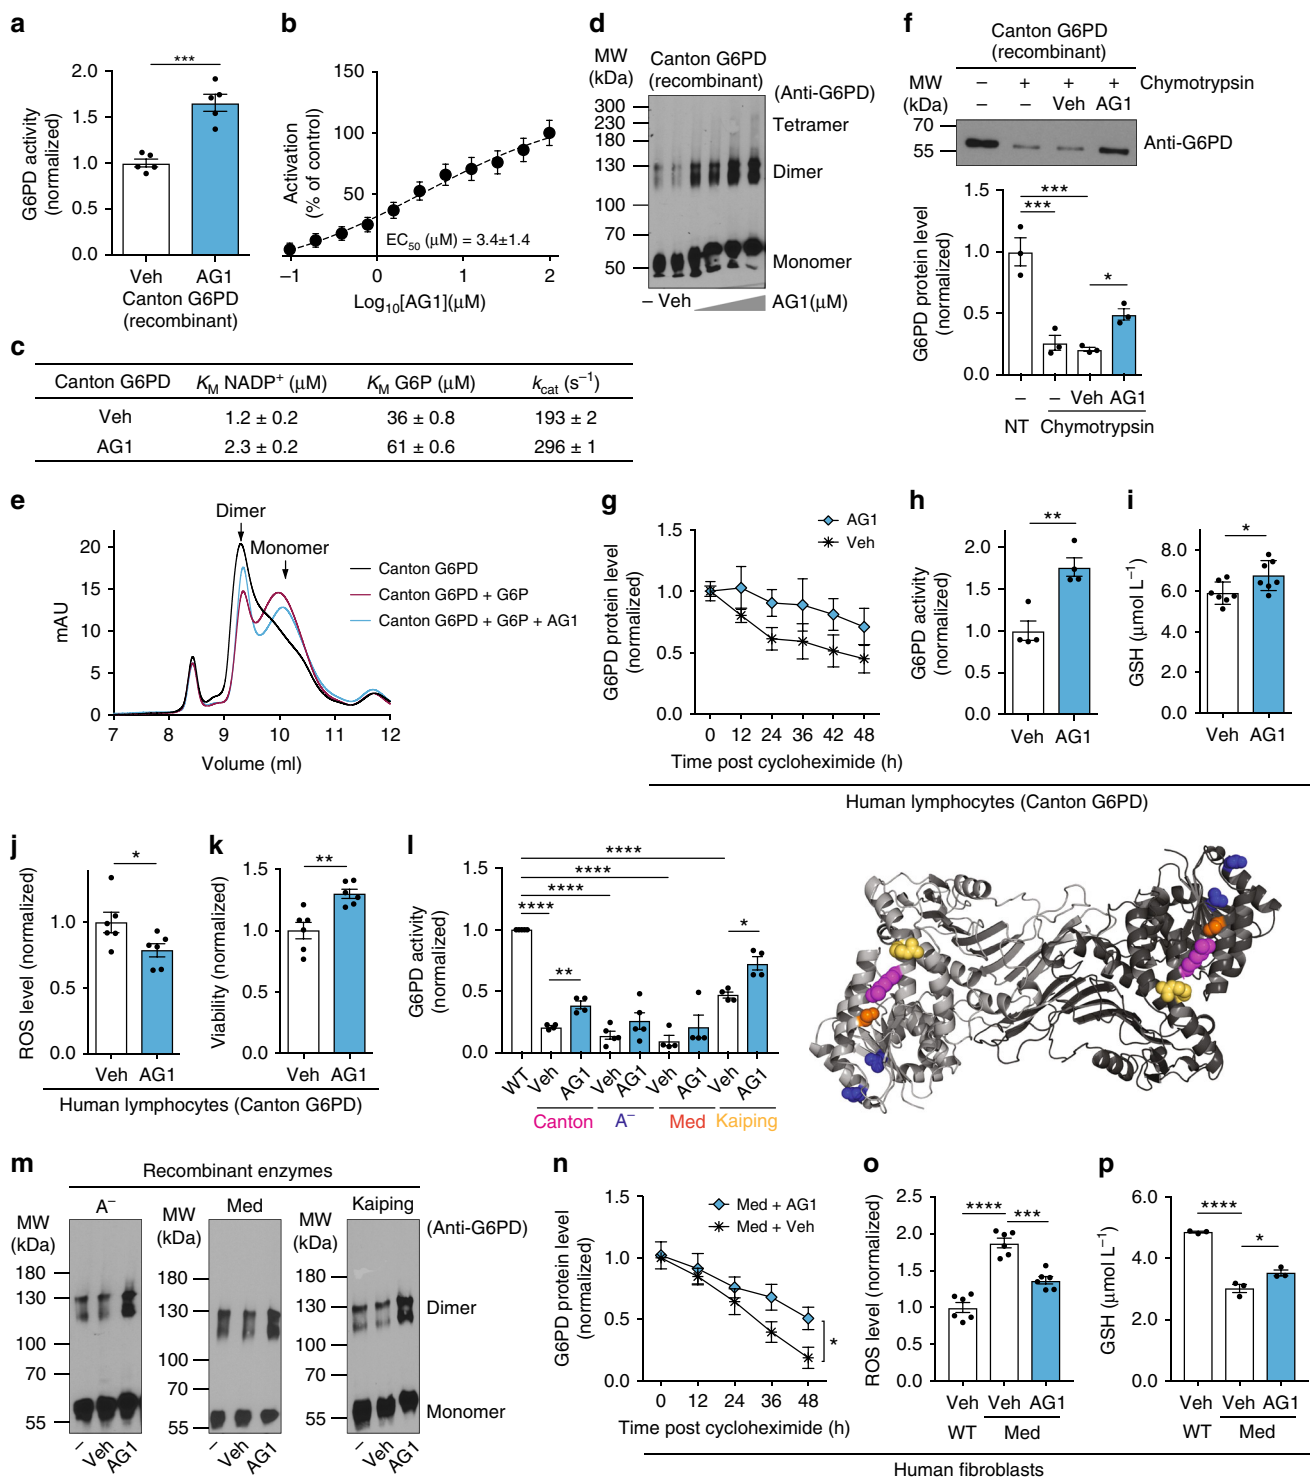 a
G6PD activity
(normalized)
2.0
1.5
1.0
0.5
0.0
***
Veh AG1
Canton G6PD
(recombinant)
b
Activation
(% of control)
150
100
50
EC50 (μM) = 3.4±1.4
–1 0 1 2
Log10[AG1](μM)
c
Canton G6PD KM NADP+ (μM) KM G6P (μM) kcat (s−1)
Veh 1.2 ± 0.2 36 ± 0.8 193 ± 2
AG1 2.3 ± 0.2 61 ± 0.6 296 ± 1
d
MW
(kDa)
Canton G6PD
(recombinant)
(Anti-G6PD)
300
230
180
130
100
70
50
Tetramer
Dimer
Monomer
– Veh AG1(μM)
e
Dimer
Monomer
mAU
20
15
10
5
0
7 8 9 10 11 12
Volume (ml)
Canton G6PD
Canton G6PD + G6P
Canton G6PD + G6P + AG1
f
Canton G6PD
(recombinant)
MW
(kDa)
– + + + Chymotrypsin
– – Veh AG1
70
55
Anti-G6PD
G6PD protein level
(normalized)
1.5
1.0
0.5
0.0
***
***
*
– – Veh AG1
NT Chymotrypsin
g
G6PD protein level
(normalized)
1.5
1.0
0.5
0.0
AG1
Veh
0 12 24 36 42 48
Time post cycloheximide (h)
h
G6PD activity
(normalized)
2.0
1.5
1.0
0.5
0.0
**
Veh AG1
i
GSH (μmol L−1)
8.0
6.0
4.0
2.0
0.0
*
Veh AG1
Human lymphocytes (Canton G6PD)
j
ROS level (normalized)
1.5
1.0
0.5
0.0
*
Veh AG1
k
Viability (normalized)
1.5
1.0
0.5
0.0
**
Veh AG1
Human lymphocytes (Canton G6PD)
l
G6PD activity
(normalized)
1.5
1.0
0.5
0.0
****
****
****
****
**
*
WT Veh AG1 Veh AG1 Veh AG1 Veh AG1
Canton A− Med Kaiping
m
Recombinant enzymes
A− Med Kaiping
(Anti-G6PD)
MW
(kDa)
180
130
100
70
55
– Veh AG1
MW
(kDa)
180
130
100
70
55
– Veh AG1
MW
(kDa)
180
130
100
70
55
– Veh AG1
Dimer
Monomer
n
G6PD protein level
(normalized)
1.5
1.0
0.5
0.0
Med + AG1
Med + Veh
*
0 12 24 36 48
Time post cycloheximide (h)
o
ROS level (normalized)
2.5
2.0
1.5
1.0
0.5
0.0
**** ***
Veh Veh AG1
WT Med
p
GSH (μmol L−1)
6.0
4.0
2.0
0.0
****
*
Veh Veh AG1
WT Med
Human fibroblasts